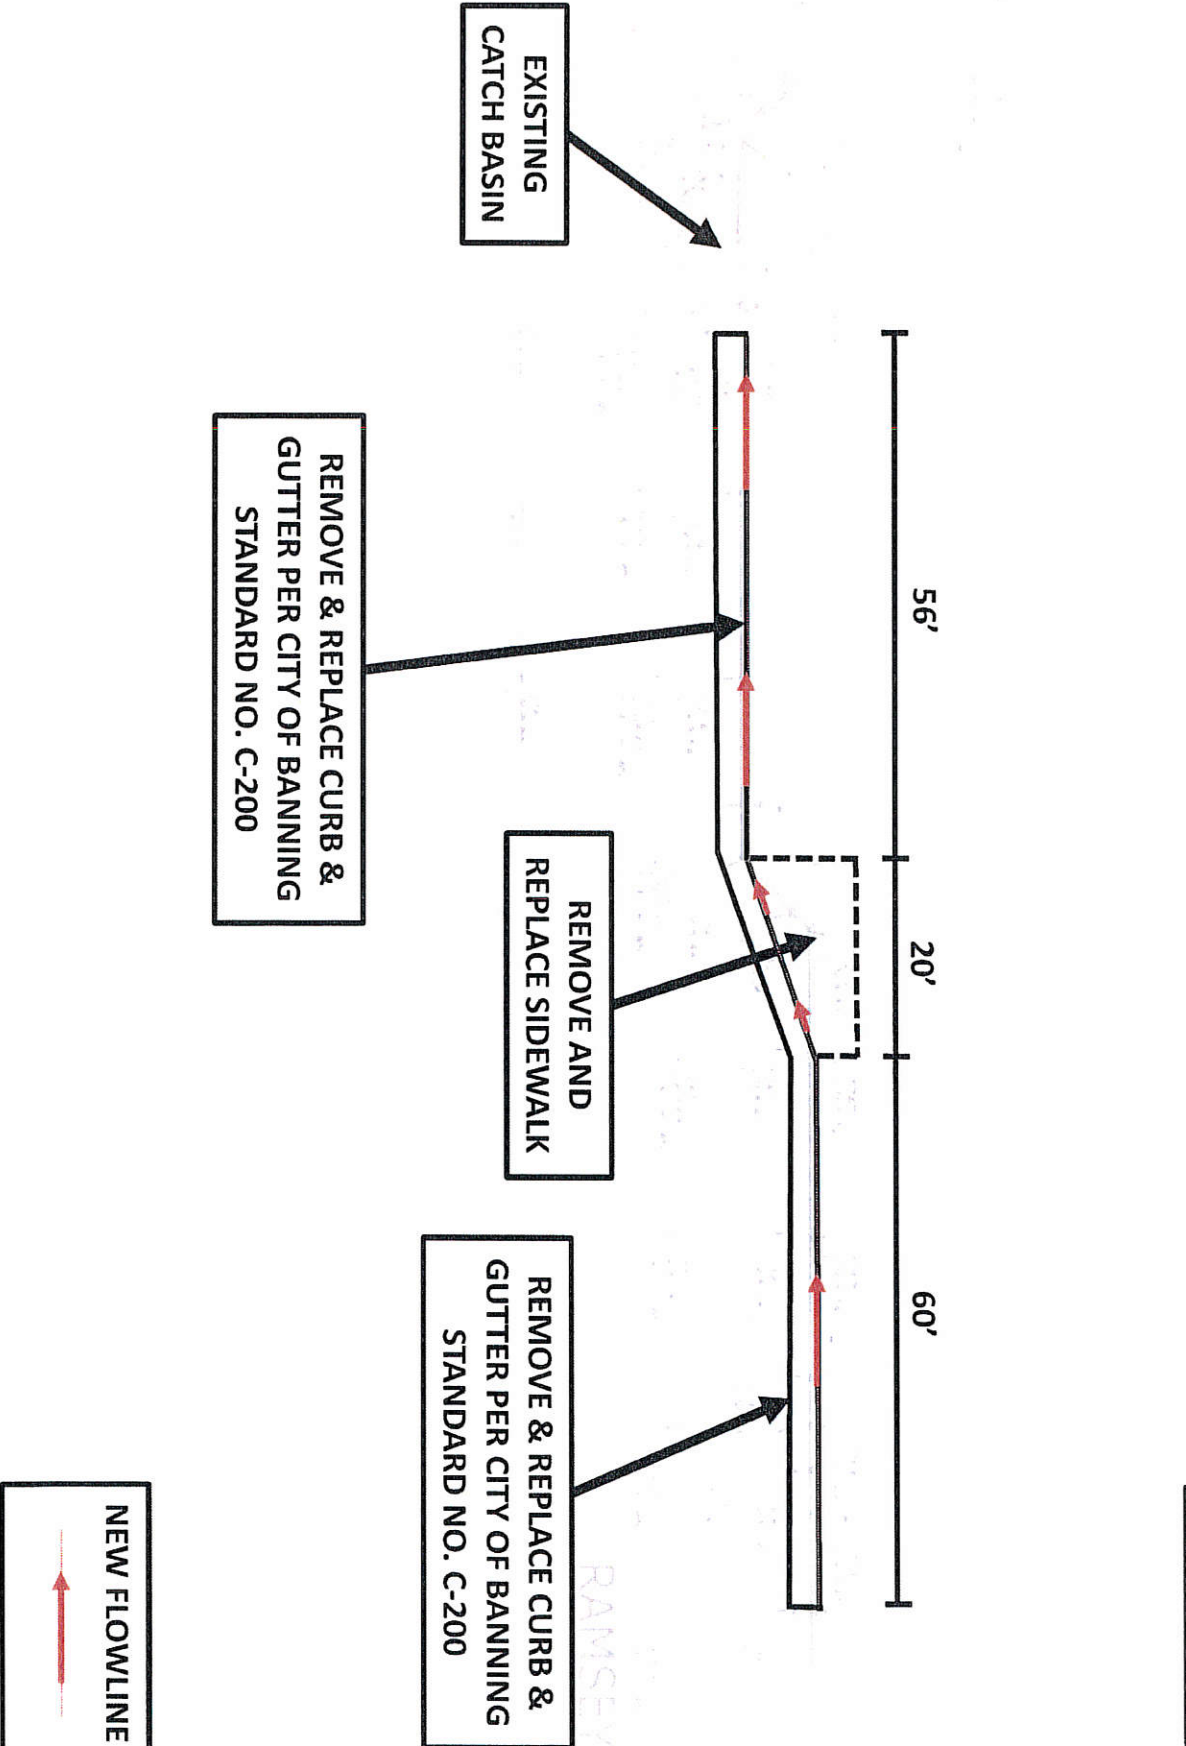 56’
20’
60’
EXISTING
CATCH BASIN
REMOVE & REPLACE CURB &
GUTTER PER CITY OF BANNING
STANDARD NO. C-200
REMOVE AND
REPLACE SIDEWALK
REMOVE & REPLACE CURB &
GUTTER PER CITY OF BANNING
STANDARD NO. C-200
RAMSEY
NEW FLOWLINE